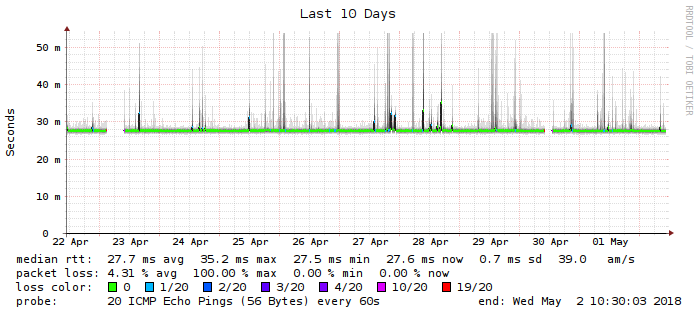 Last 10 Days
RRDTOOL / TOBI OETIKER
Seconds
50 m
40 m
30 m
20 m
10 m
0
22 Apr 23 Apr 24 Apr 25 Apr 26 Apr 27 Apr 28 Apr 29 Apr 30 Apr 01 May
median rtt: 27.7 ms avg 35.2 ms max 27.5 ms min 27.6 ms now 0.7 ms sd 39.0 am/s
packet loss: 4.31 % avg 100.00 % max 0.00 % min 0.00 % now
loss color: 0 1/20 2/20 3/20 4/20 10/20 19/20
probe: 20 ICMP Echo Pings (56 Bytes) every 60s end: Wed May 2 10:30:03 2018